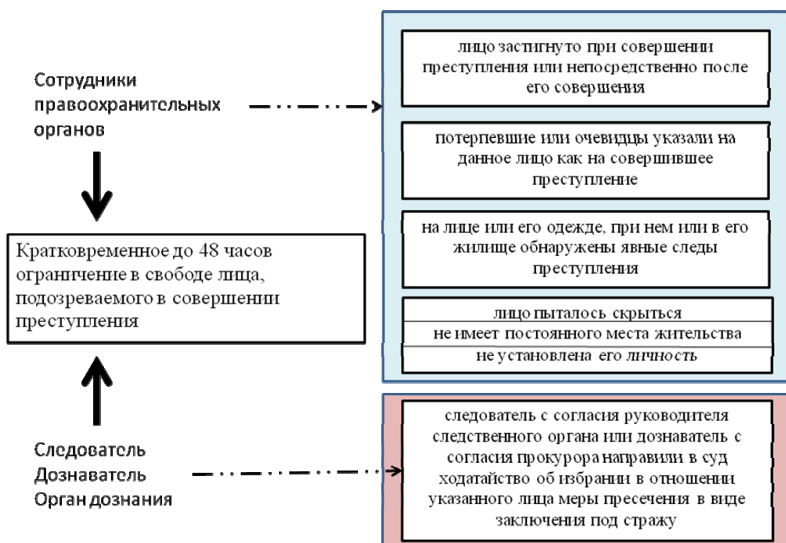 Сотрудники
правоохранительных
органов
Кратковременное до 48 часов
ограничение в свободе лица,
подозреваемого в совершении
преступления
Следователь
Дознаватель
Орган дознания
лицо застигнуто при совершении
преступления или непосредственно после
его совершения
потерпевшие или очевидцы указали на
данное лицо как на совершившее
преступление
на лице или его одежде, при нем или в его
жилище обнаружены явные следы
преступления
лицо пыталось скрыться
не имеет постоянного места жительства
не установлена его личность
следователь с согласия руководителя
следственного органа или дознаватель с
согласия прокурора направили в суд
ходатайство об избрании в отношении
указанного лица меры пресечения в виде
заключения под стражу